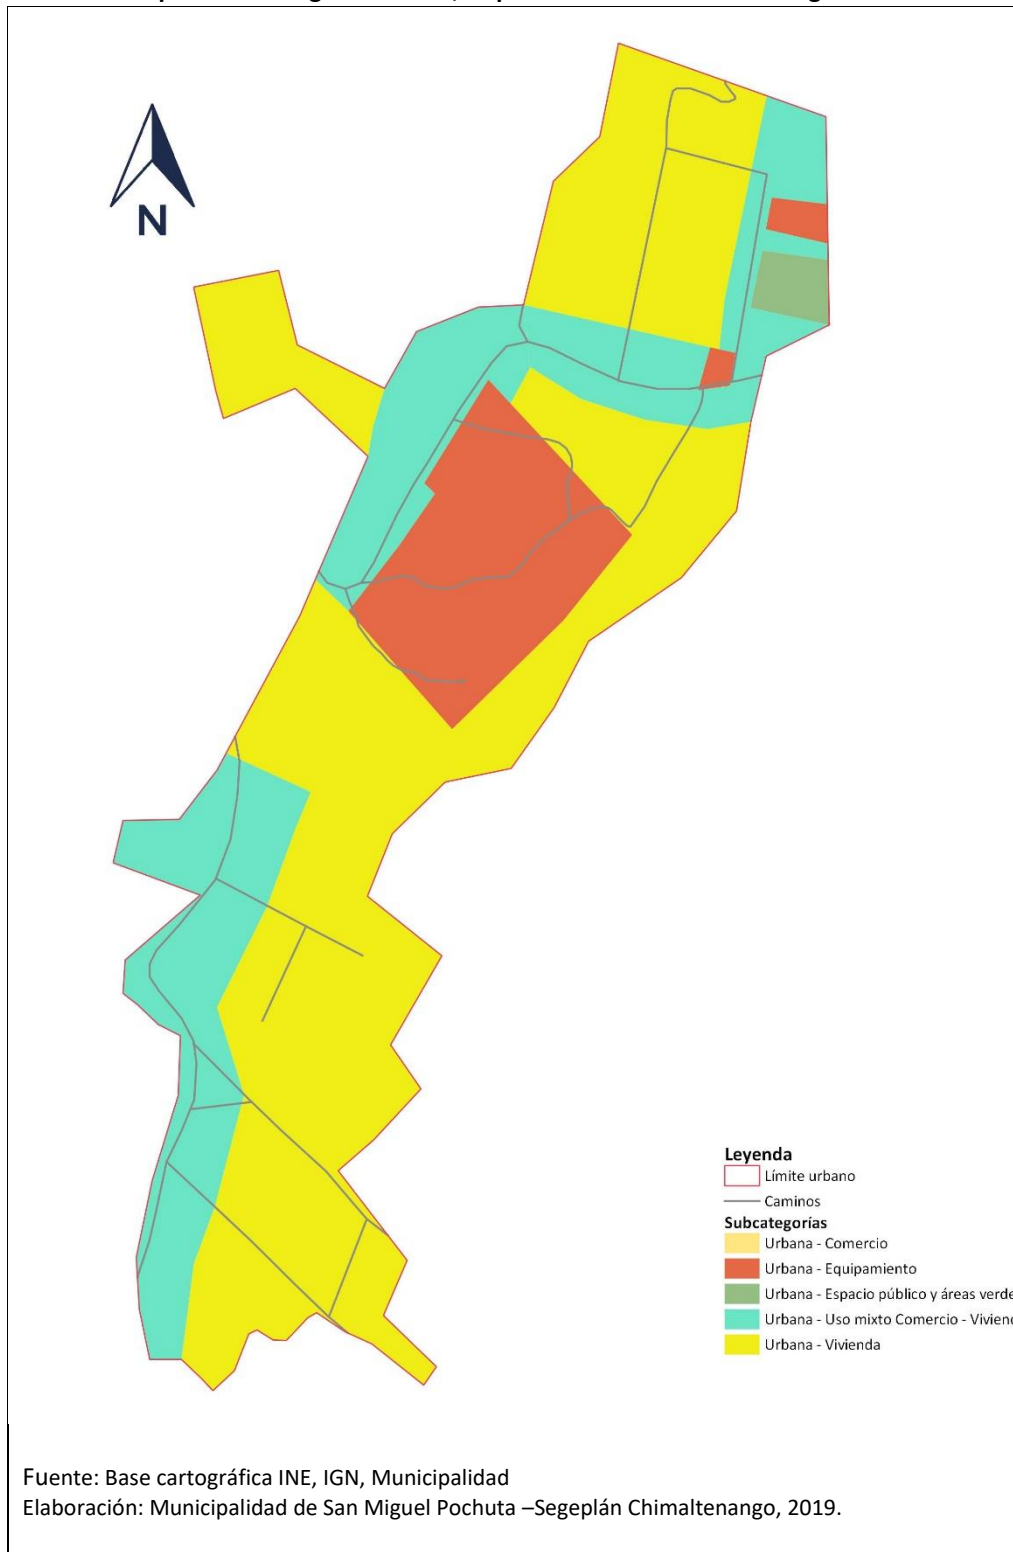 N
Leyenda
Límite urbano
Caminos
Subcategorías
Urbana - Comercio
Urbana - Equipamiento
Urbana - Espacio público y áreas verde
Urbana - Uso mixto Comercio - Vivien
Urbana - Vivienda
Fuente: Base cartográfica INE, IGN, Municipalidad
Elaboración: Municipalidad de San Miguel Pochuta –Segeplán Chimaltenango, 2019.